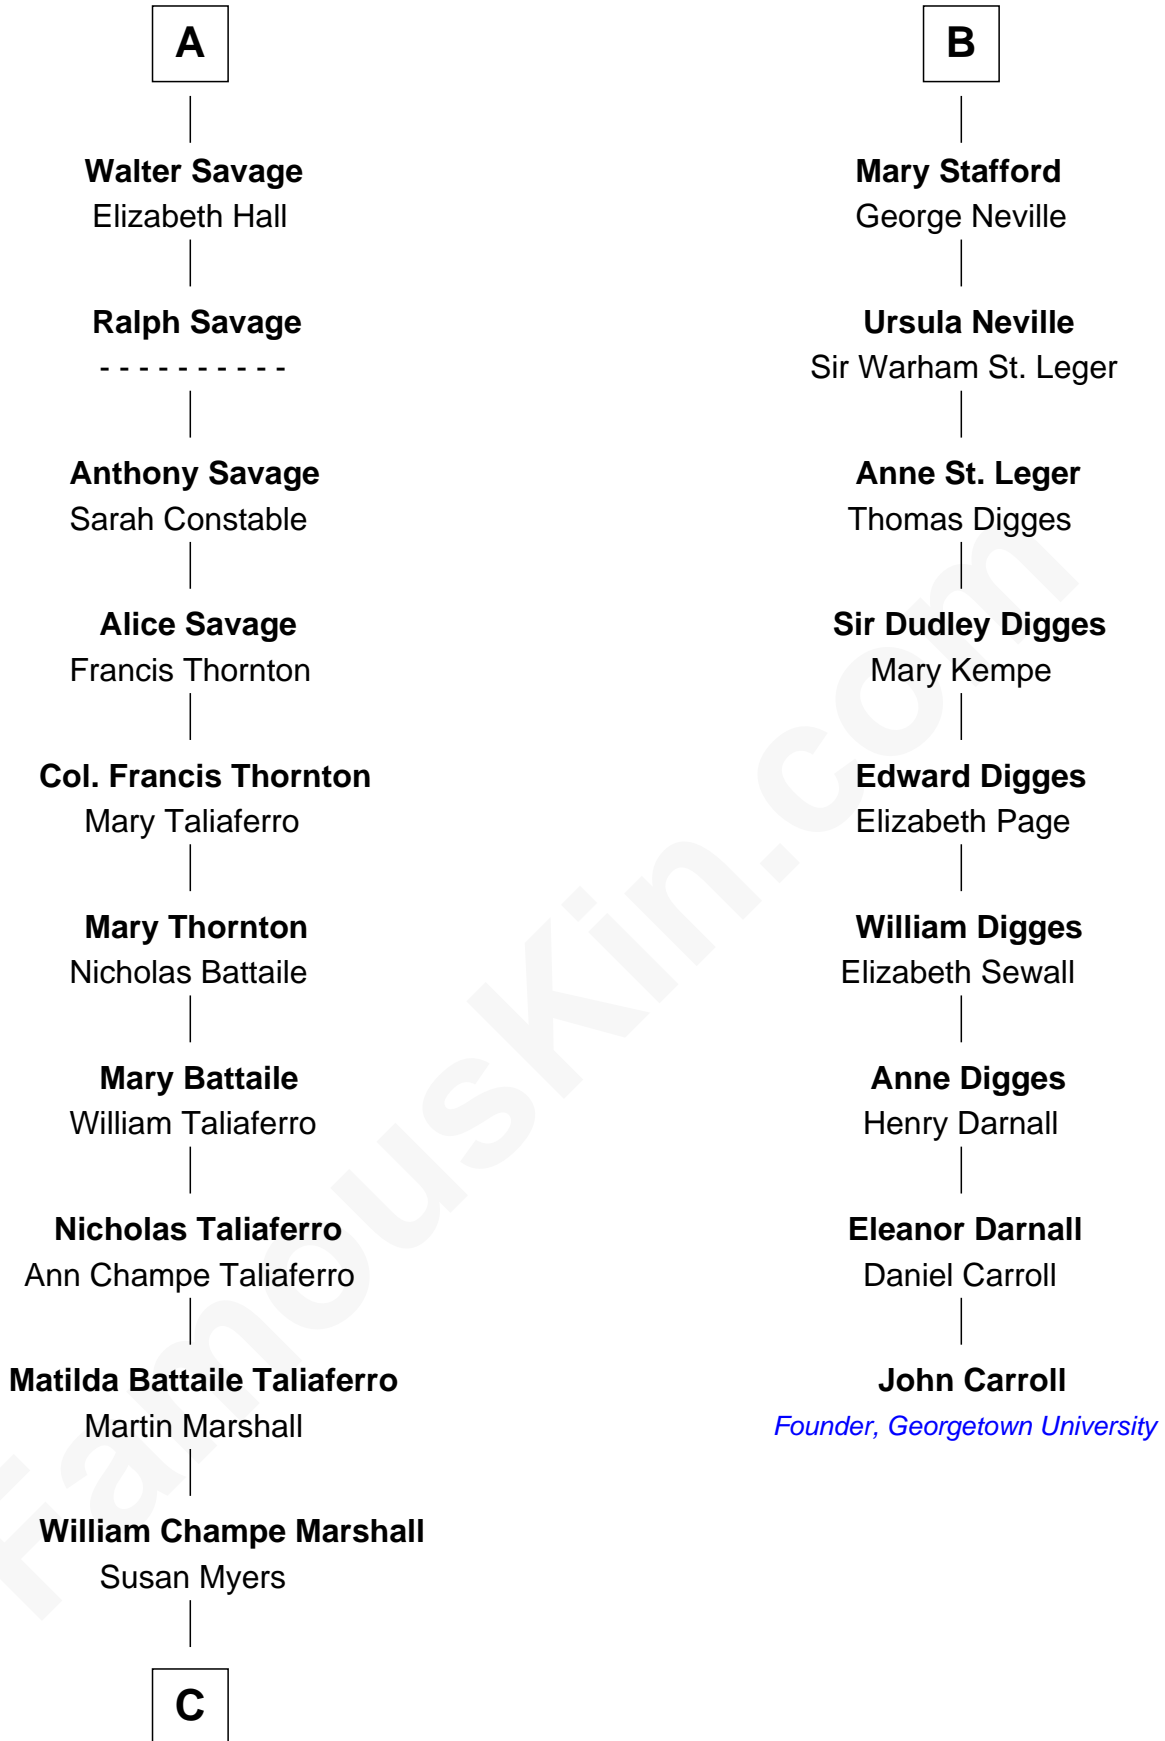 A
Walter Savage
Elizabeth Hall
Ralph Savage
- - - - - - - - - -
Anthony Savage
Sarah Constable
Alice Savage
Francis Thornton
Col. Francis Thornton
Mary Taliaferro
Mary Thornton
Nicholas Battaile
Mary Battaile
William Taliaferro
Nicholas Taliaferro
Ann Champe Taliaferro
Matilda Battaile Taliaferro
Martin Marshall
William Champe Marshall
Susan Myers
C
B
Mary Stafford
George Neville
Ursula Neville
Sir Warham St. Leger
Anne St. Leger
Thomas Digges
Sir Dudley Digges
Mary Kempe
Edward Digges
Elizabeth Page
William Digges
Elizabeth Sewall
Anne Digges
Henry Darnall
Eleanor Darnall
Daniel Carroll
John Carroll
Founder, Georgetown University
FamousKin.com